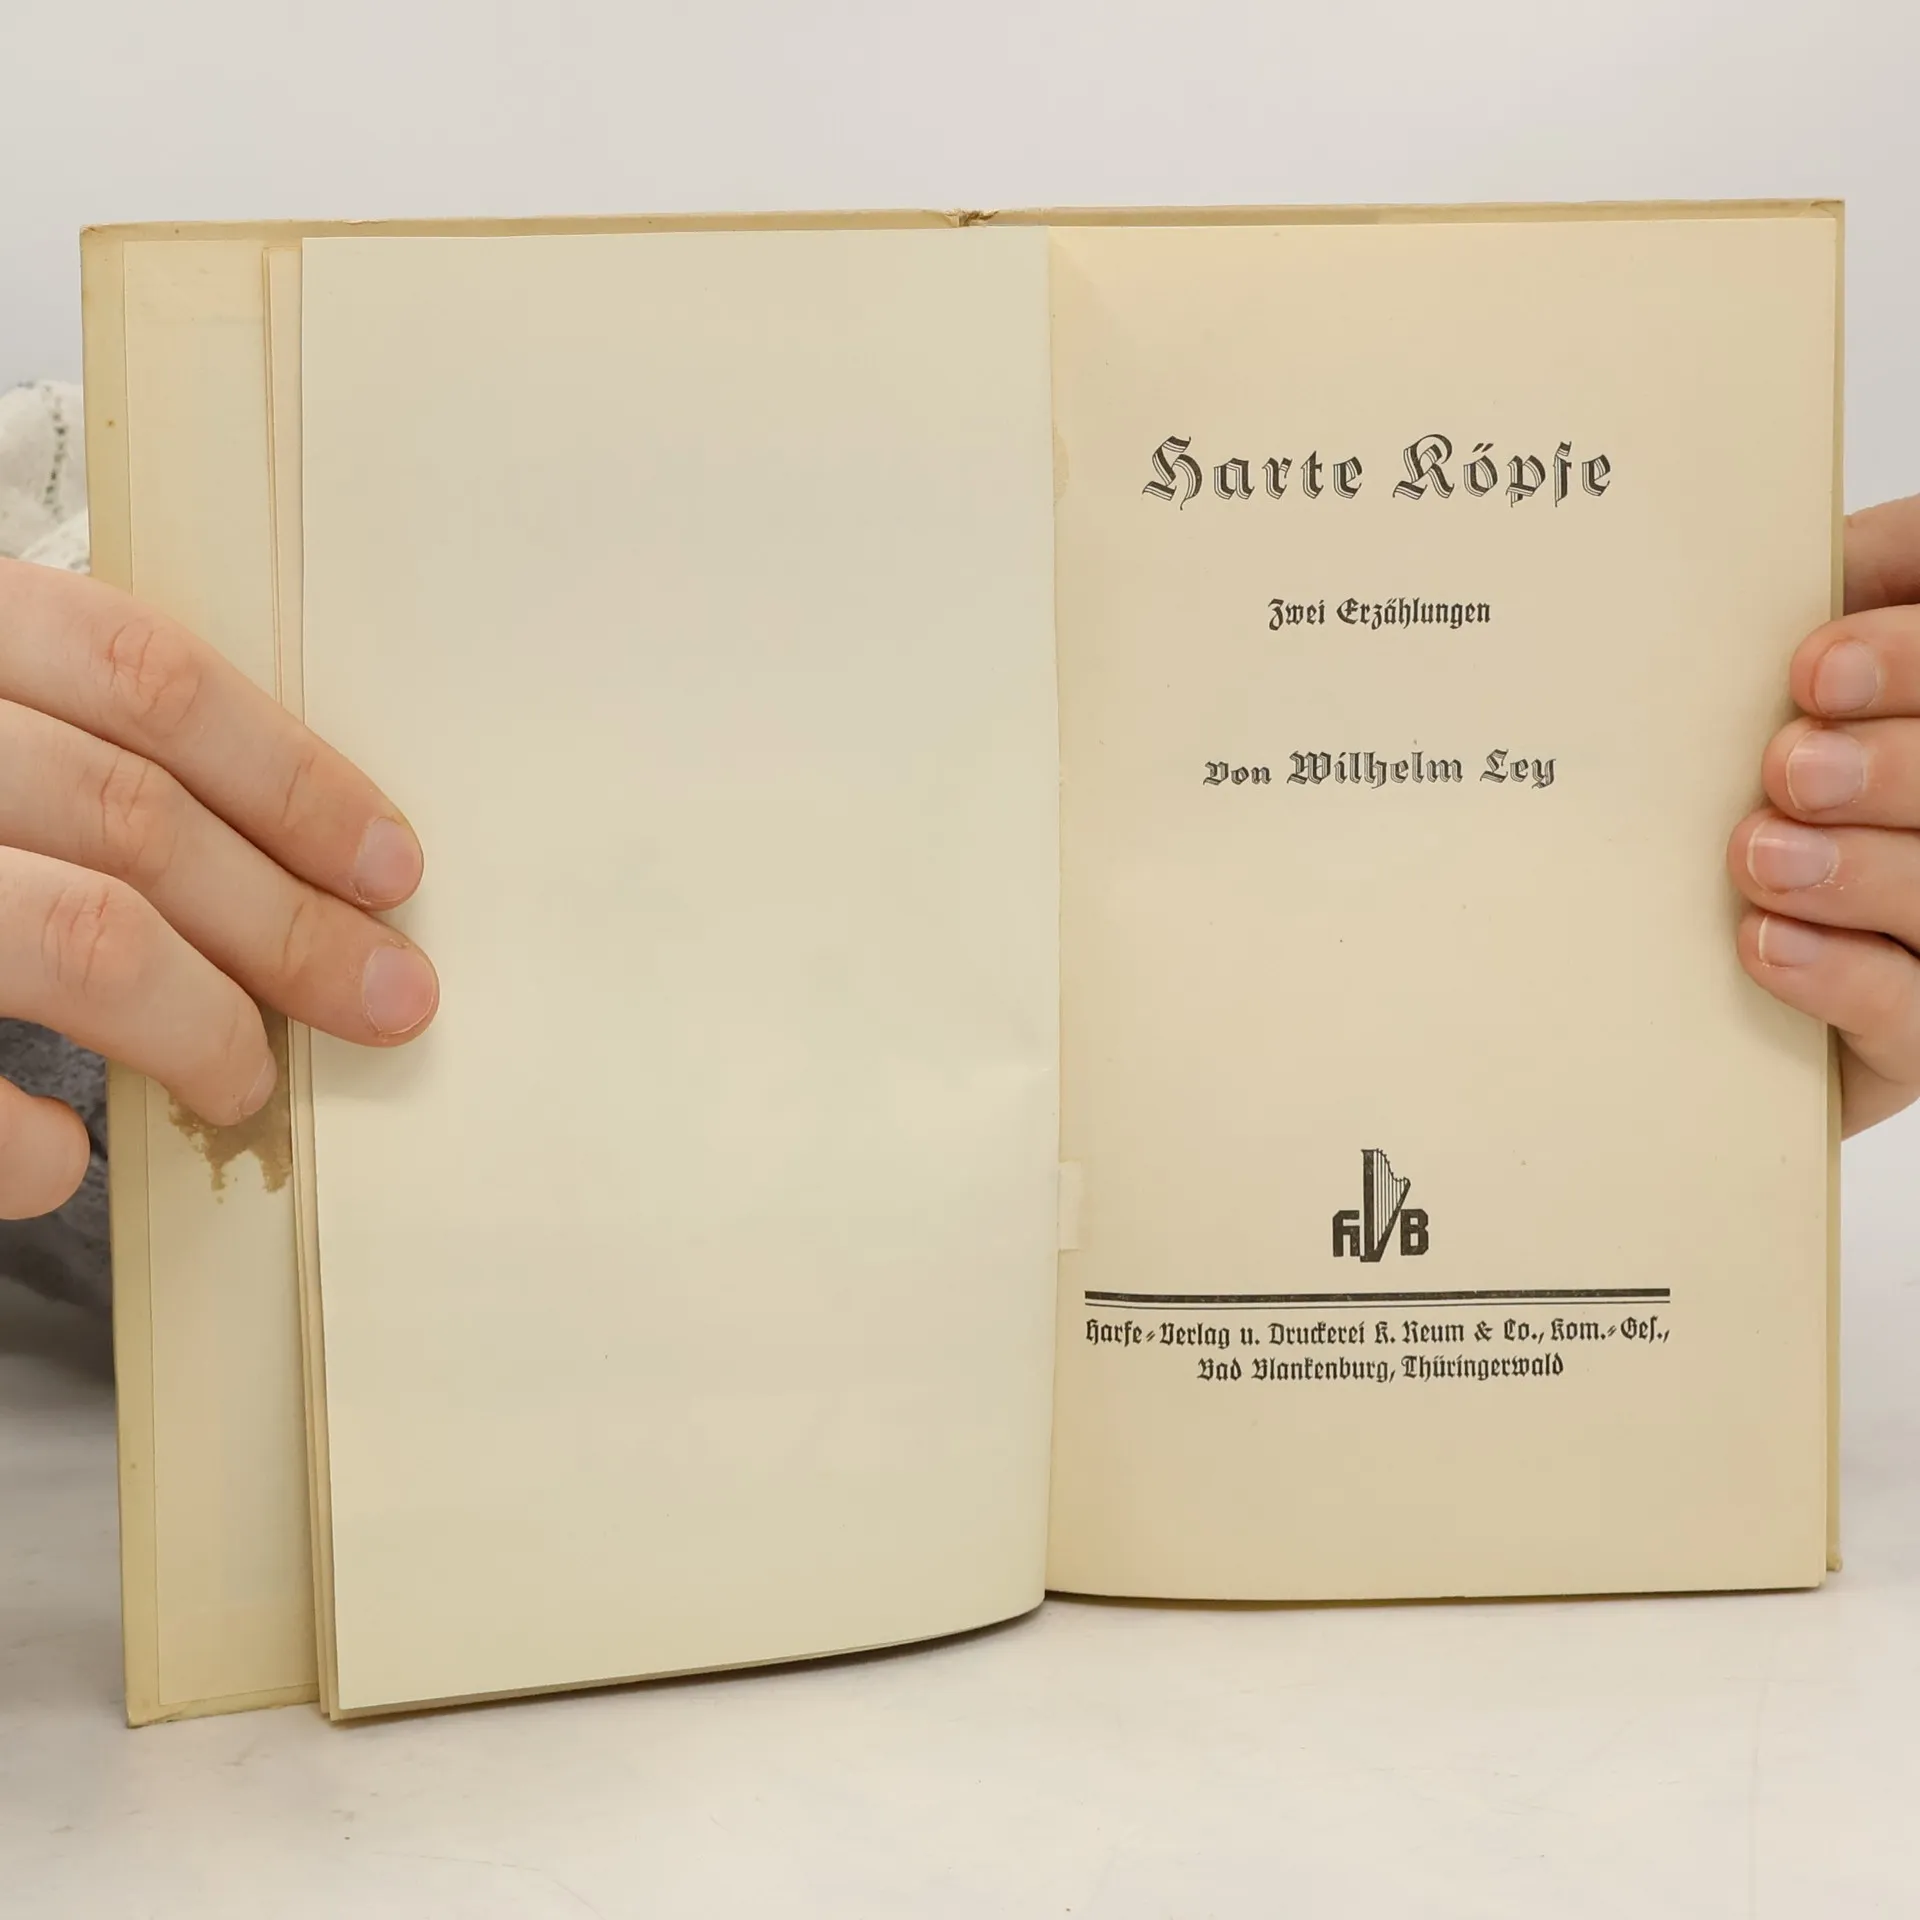 Harte Köpfe
Zwei Erzählungen
von Wilhelm Ley
HVB
Harfe-Verlag u. Druckerei K. Reum & Co., Kom.-Ges.,
Bad Blankenburg, Thüringerwald